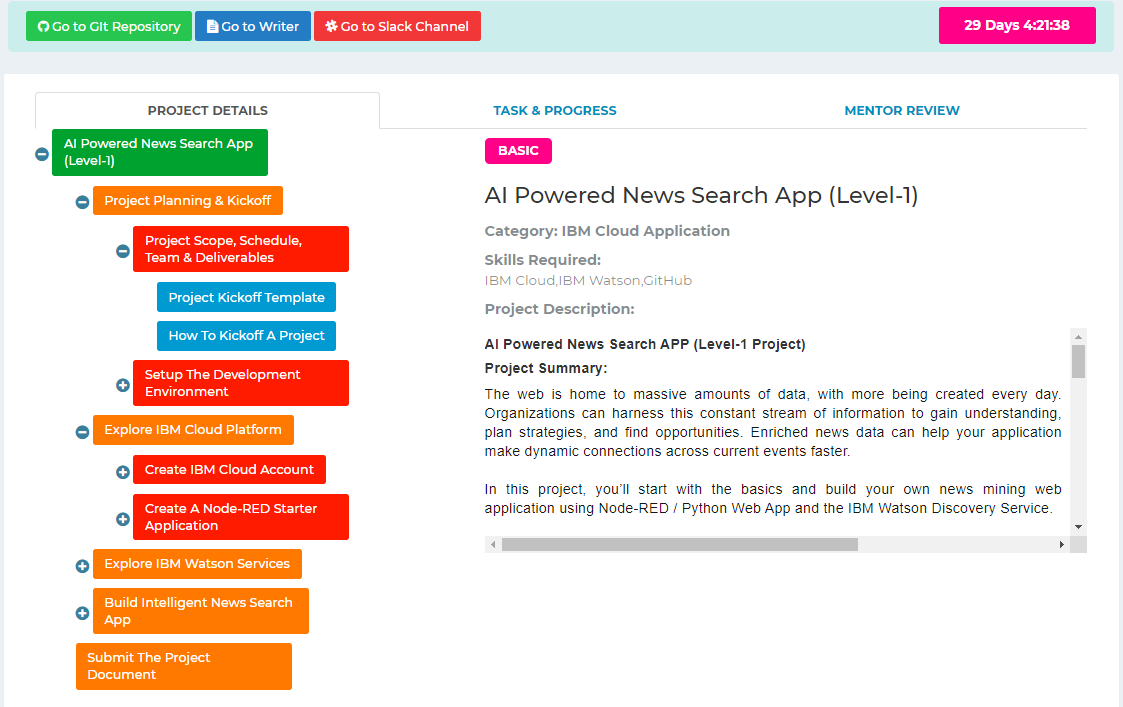 Go to GIt Repository
Go to Writer
Go to Slack Channel
29 Days 4:21:38
PROJECT DETAILS
TASK & PROGRESS
MENTOR REVIEW
AI Powered News Search App
(Level-1)
Project Planning & Kickoff
Project Scope, Schedule,
Team & Deliverables
Project Kickoff Template
How To Kickoff A Project
Setup The Development
Environment
Explore IBM Cloud Platform
Create IBM Cloud Account
Create A Node-RED Starter
Application
Explore IBM Watson Services
Build Intelligent News Search
App
Submit The Project
Document
BASIC
AI Powered News Search App (Level-1)
Category: IBM Cloud Application
Skills Required:
IBM Cloud,IBM Watson,GitHub
Project Description:
AI Powered News Search APP (Level-1 Project)
Project Summary:
The web is home to massive amounts of data, with more being created every day.
Organizations can harness this constant stream of information to gain understanding,
plan strategies, and find opportunities. Enriched news data can help your application
make dynamic connections across current events faster.
In this project, you’ll start with the basics and build your own news mining web
application using Node-RED / Python Web App and the IBM Watson Discovery Service.